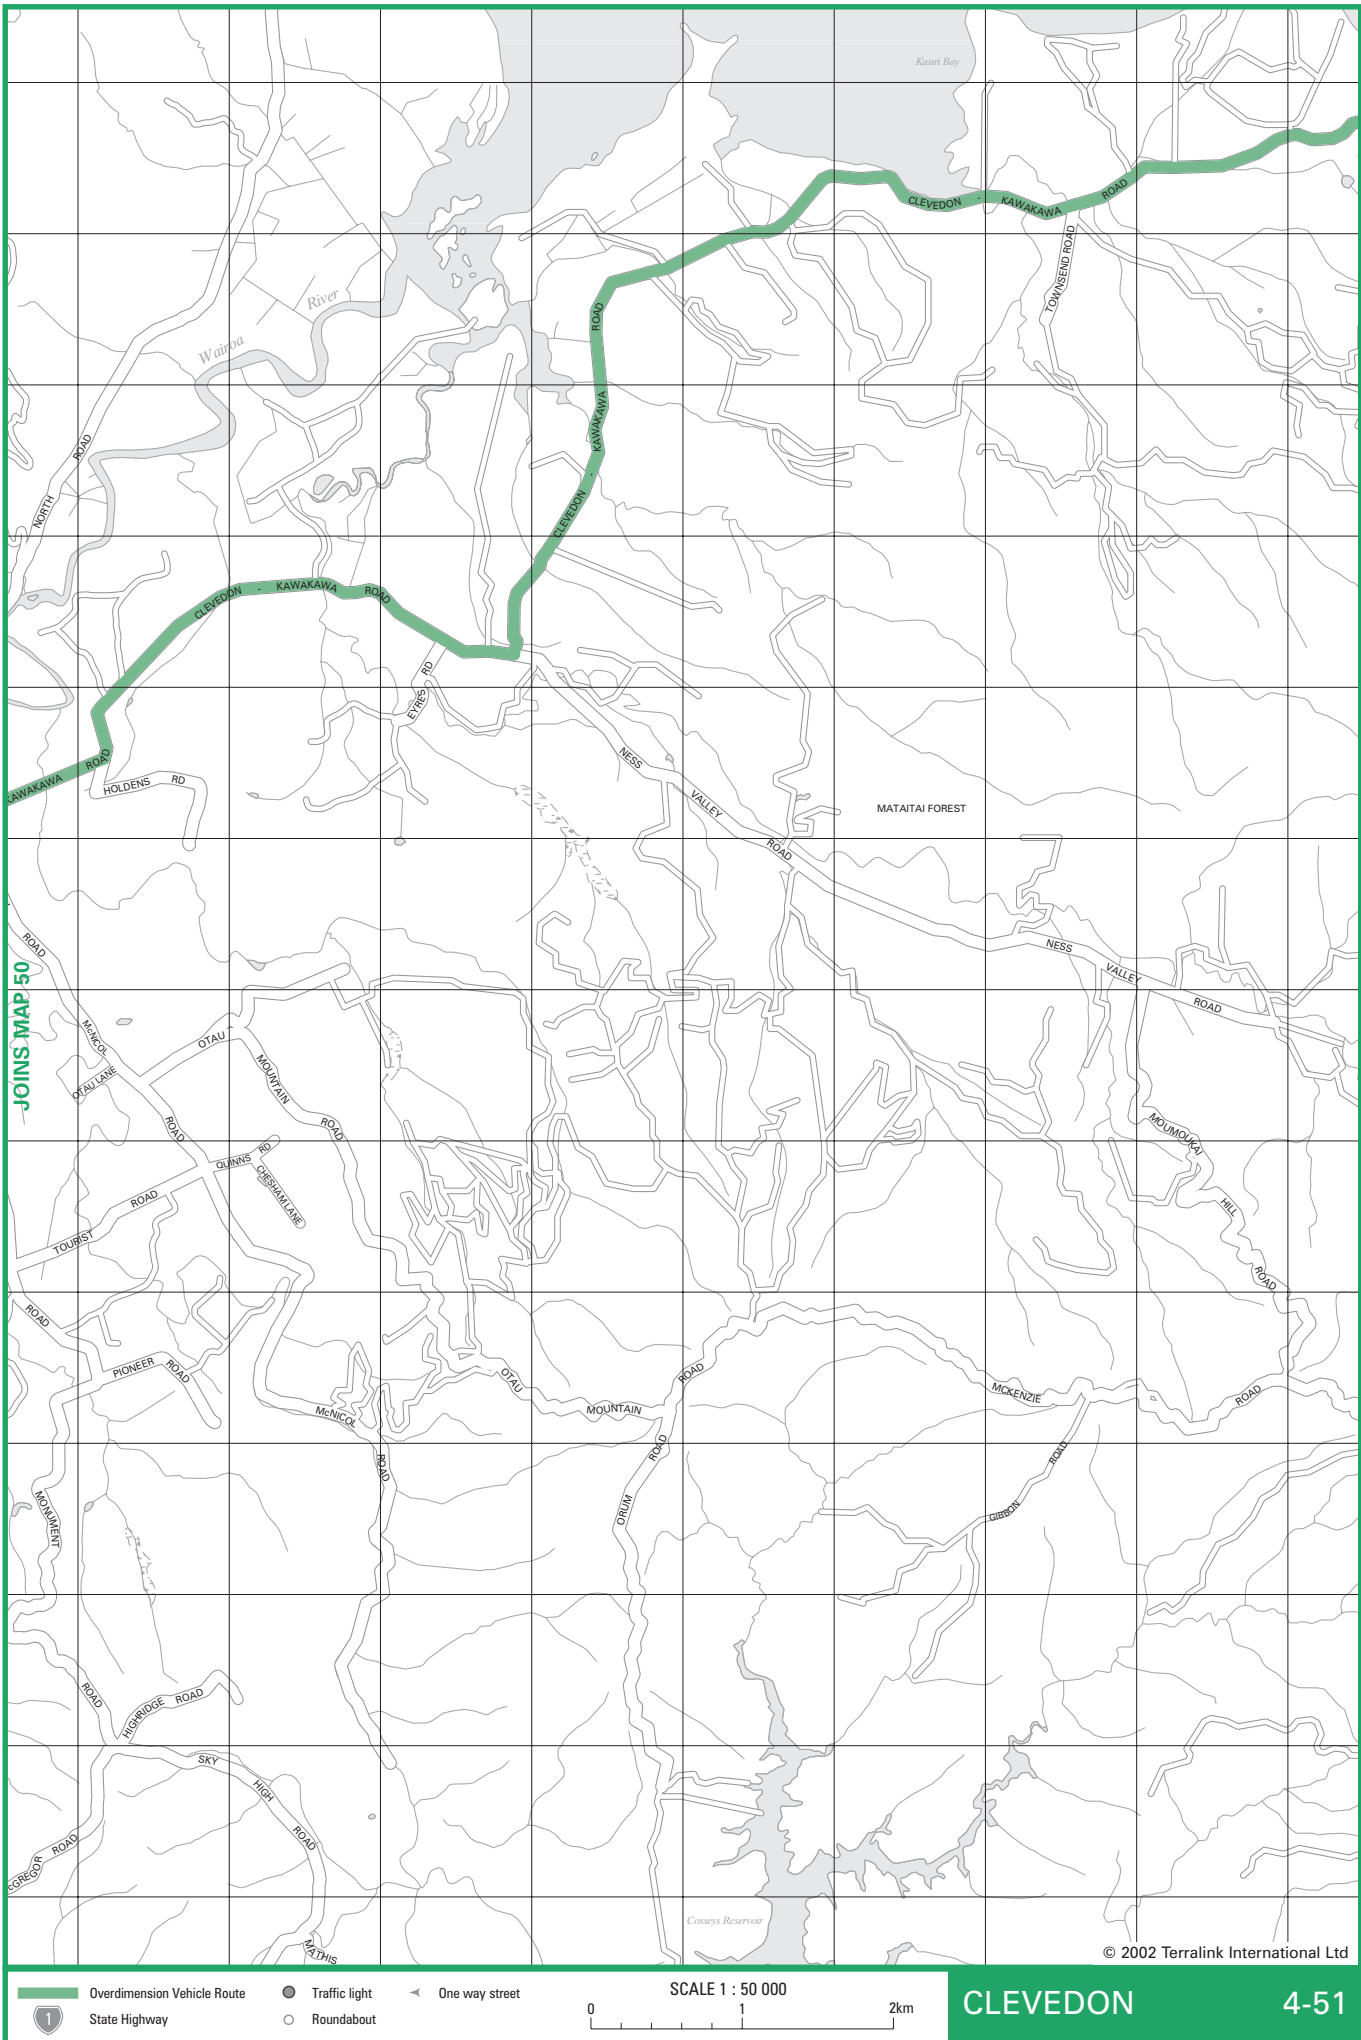 Kauri Bay
CLEVEDON - KAWAKAWA ROAD
TOWNSEND ROAD
River
Wairoa
ROAD
KAWAKAWA
-
CLEVEDON
ROAD
NORTH
CLEVEDON - KAWAKAWA ROAD
EYRES RD
NESS
VALLEY
ROAD
KAWAKAWA ROAD
HOLDENS RD
MATAITAI FOREST
ROAD
JOINS MAP 50
NESS
VALLEY
ROAD
McNICOL
OTAU
OTAU LANE
MOUNTAIN
ROAD
ROAD
MOUMOUKAI
HILL
ROAD
QUINNS RD
CHESHAM LANE
TOURIST ROAD
ROAD
PIONEER ROAD
OTAU
MOUNTAIN
ROAD
MCKENZIE
ROAD
McNICOL
ROAD
ROAD
ORUM
GIBBON ROAD
MONUMENT
ROAD
HIGHRIDGE ROAD
SKY
HIGH
ROAD
cGREGOR ROAD
MATHIS
Cosseys Reservoir
© 2002 Terralink International Ltd
Overdimension Vehicle Route
Traffic light
One way street
1
State Highway
Roundabout
SCALE 1 : 50 000
0 1 2km
CLEVEDON 4-51